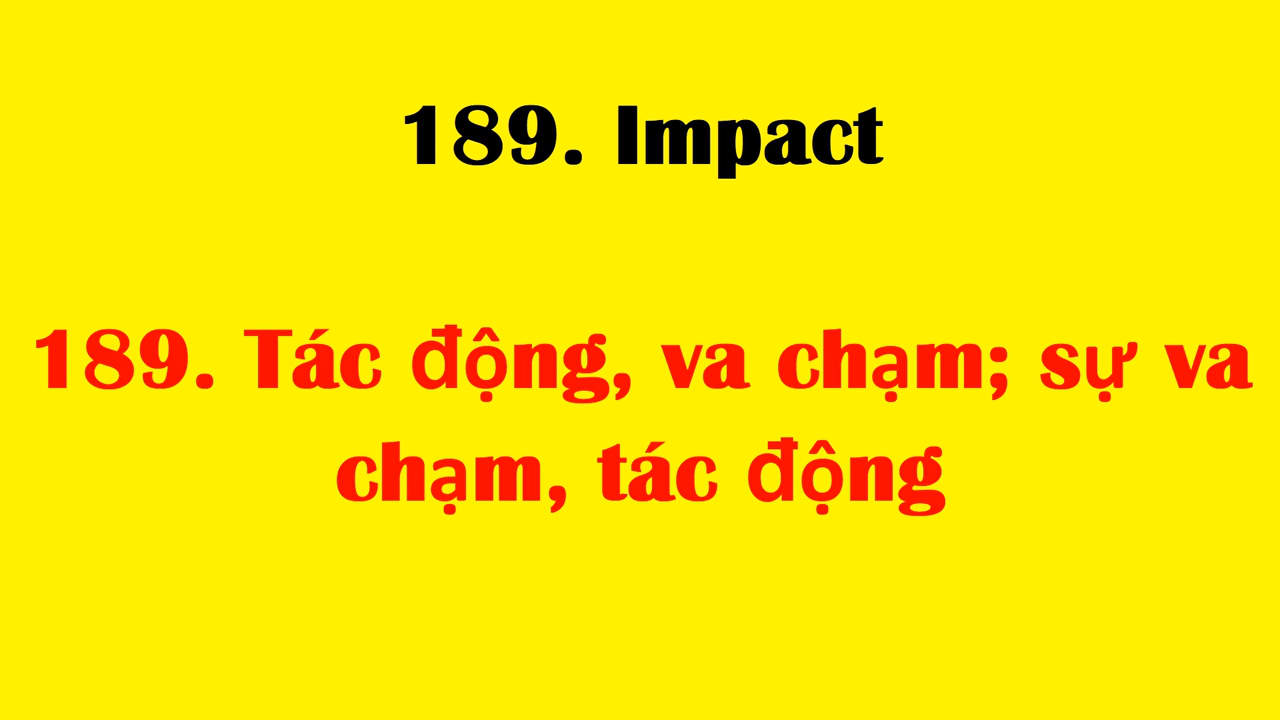 189. Impact
189. Tác động, va chạm; sự va
chạm, tác động